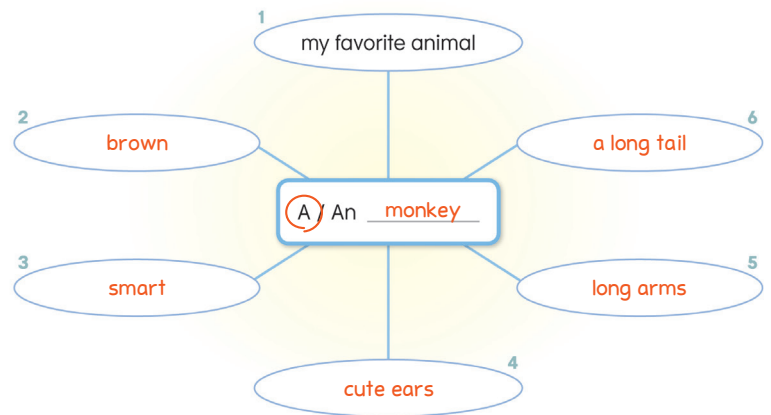 1
my favorite animal
2
brown
6
a long tail
A / An monkey
3
smart
5
long arms
4
cute ears